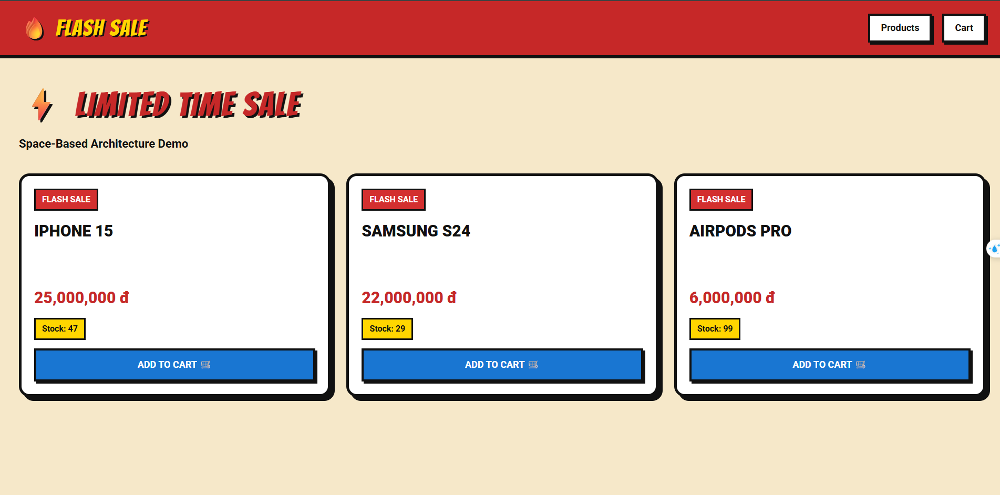 FLASH SALE
Products
Cart
LIMITED TIME SALE
Space-Based Architecture Demo
FLASH SALE
IPHONE 15
25,000,000 đ
Stock: 47
ADD TO CART
FLASH SALE
SAMSUNG S24
22,000,000 đ
Stock: 29
ADD TO CART
FLASH SALE
AIRPODS PRO
6,000,000 đ
Stock: 99
ADD TO CART